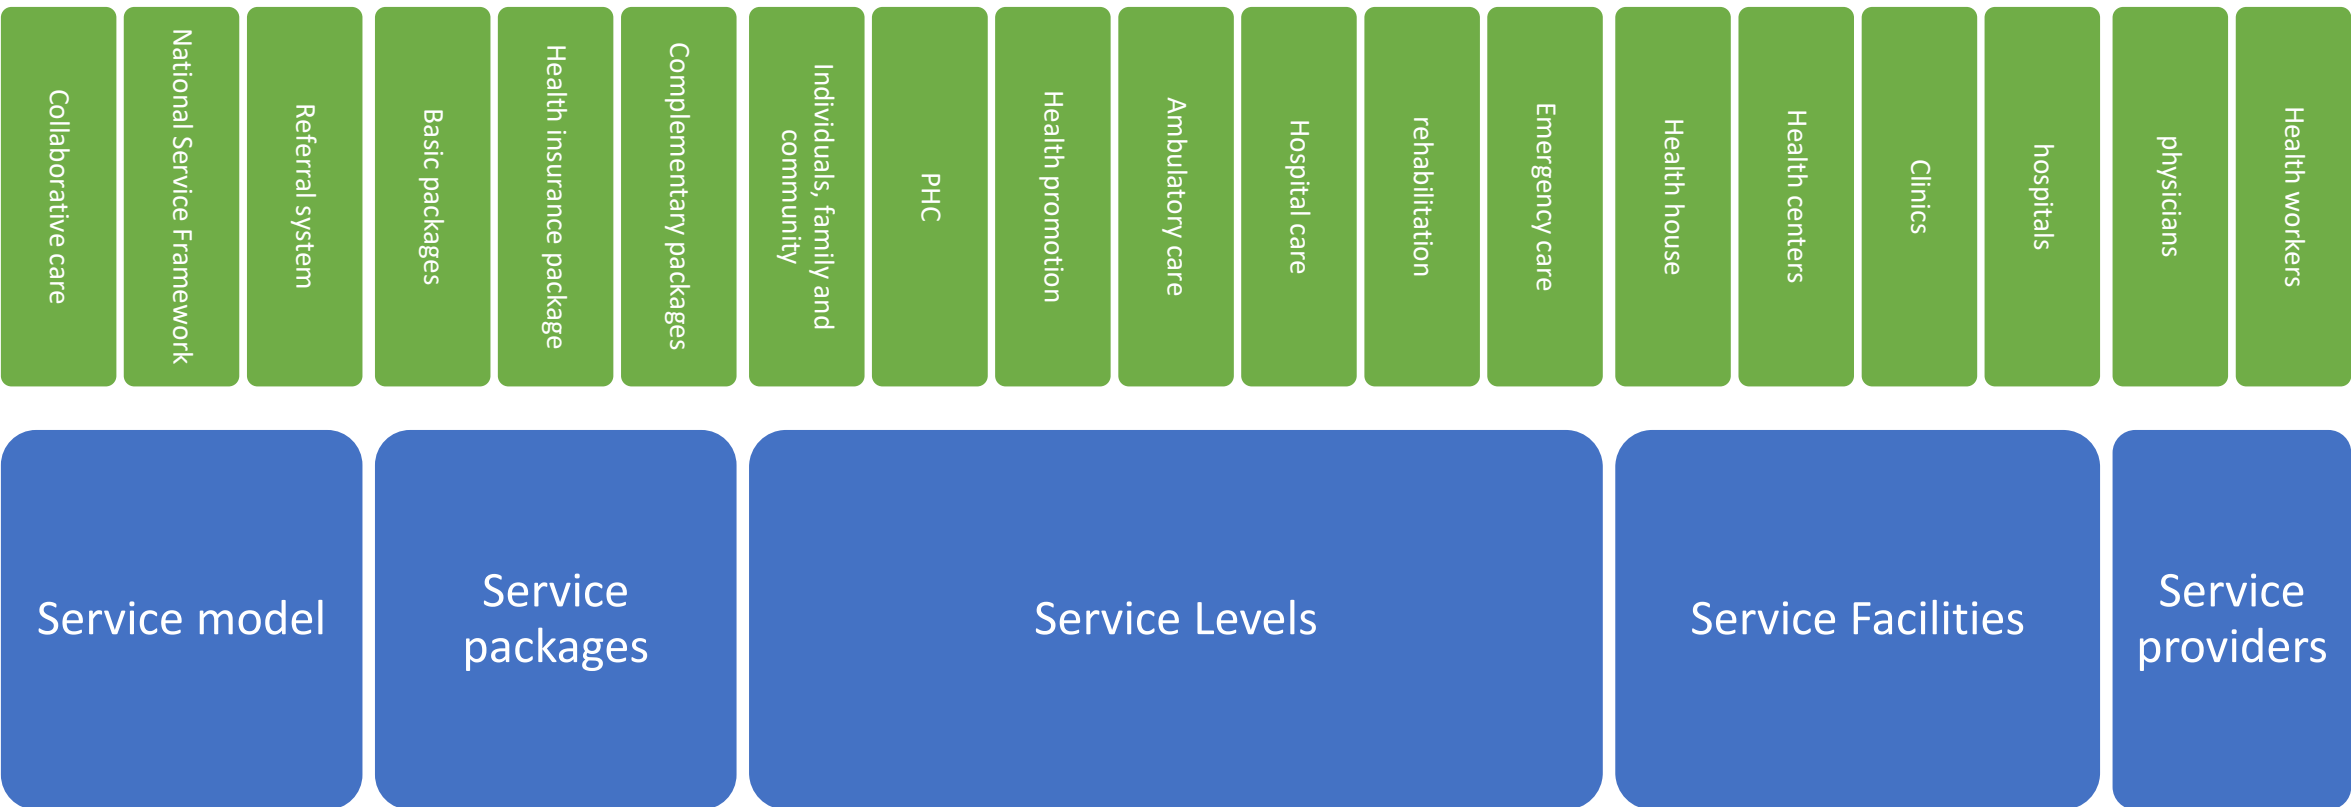 Collaborative care
National Service Framework
Referral system
Basic packages
Health insurance package
Complementary packages
Individuals, family and
community
PHC
Health promotion
Ambulatory care
Hospital care
rehabilitation
Emergency care
Health house
Health centers
Clinics
hospitals
physicians
Health workers
Service model
Service
packages
Service Levels
Service Facilities
Service
providers